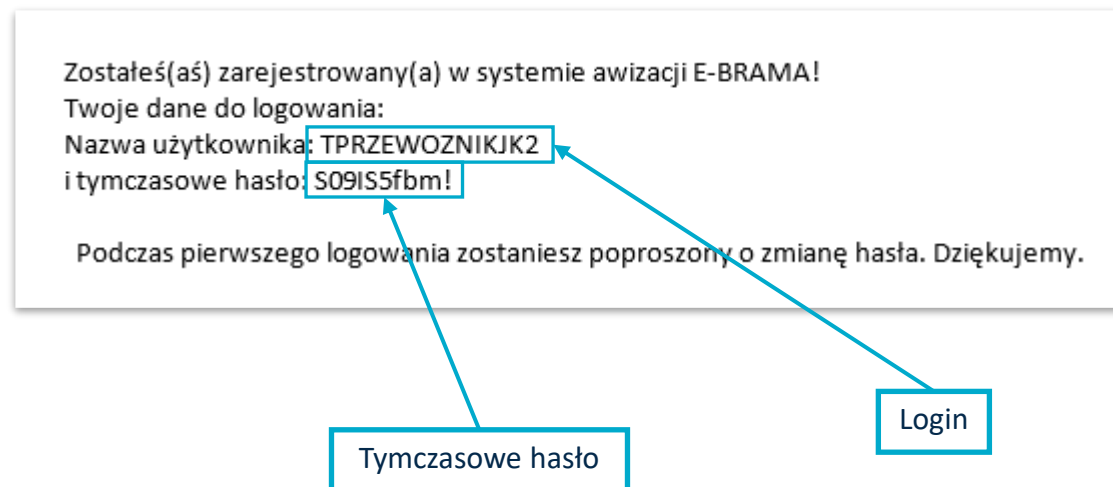 Zostałeś(aś) zarejestrowany(a) w systemie awizacji E-BRAMA!
Twoje dane do logowania:
Nazwa użytkownika: TPRZEWOZNIKJK2
i tymczasowe hasło: S09IS5fbm!
Podczas pierwszego logowania zostaniesz poproszony o zmianę hasła. Dziękujemy.
Login
Tymczasowe hasło